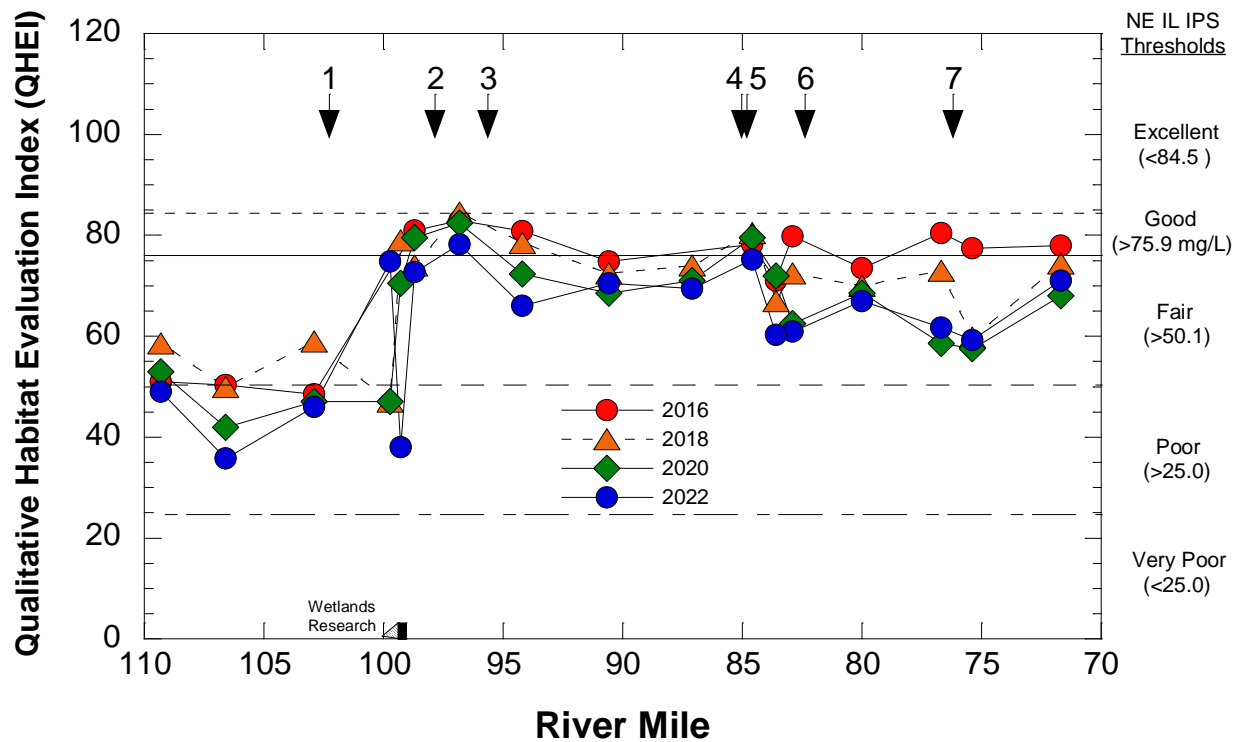 Qualitative Habitat Evaluation Index (QHEI)
120
100
80
60
40
20
0
1
2
3
4
5
6
7
2016
2018
2020
2022
Wetlands
Research
110
105
100
95
90
85
80
75
70
River Mile
NE IL IPS
Thresholds
Excellent
(<84.5 )
Good
(>75.9 mg/L)
Fair
(>50.1)
Poor
(>25.0)
Very Poor
(<25.0)